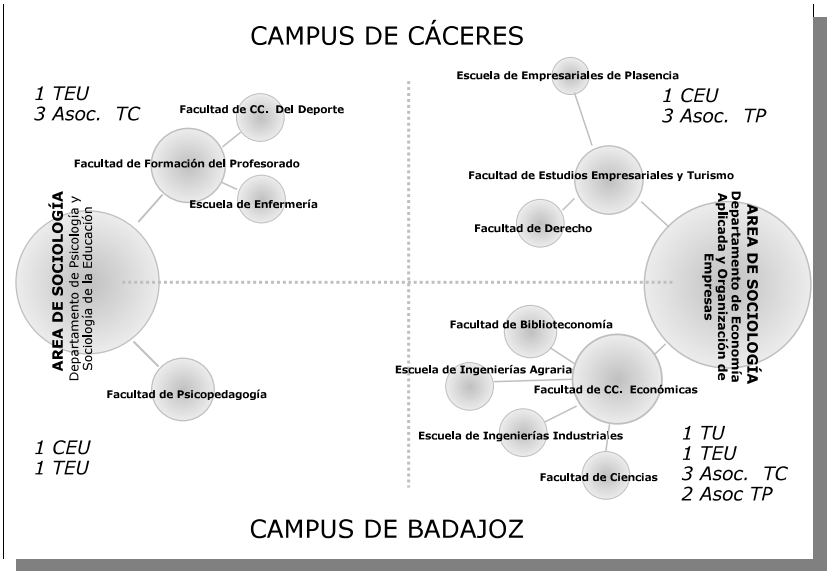 CAMPUS DE CÁCERES
1 TEU
3 Asoc. TC
Facultad de CC. Del Deporte
Facultad de Formación del Profesorado
Escuela de Enfermería
Escuela de Empresariales de Plasencia
1 CEU
3 Asoc. TP
Facultad de Estudios Empresariales y Turismo
Facultad de Derecho
AREA DE SOCIOLOGÍA
Departamento de Psicología y
Sociología de la Educación
AREA DE SOCIOLOGÍA
Departamento de Economía
Aplicada y Organización de
Empresas
Facultad de Psicopedagogía
1 CEU
1 TEU
Facultad de Biblioteconomía
Escuela de Ingenierías Agraria
Facultad de CC. Económicas
Escuela de Ingenierías Industriales
Facultad de Ciencias
1 TU
1 TEU
3 Asoc. TC
2 Asoc TP
CAMPUS DE BADAJOZ